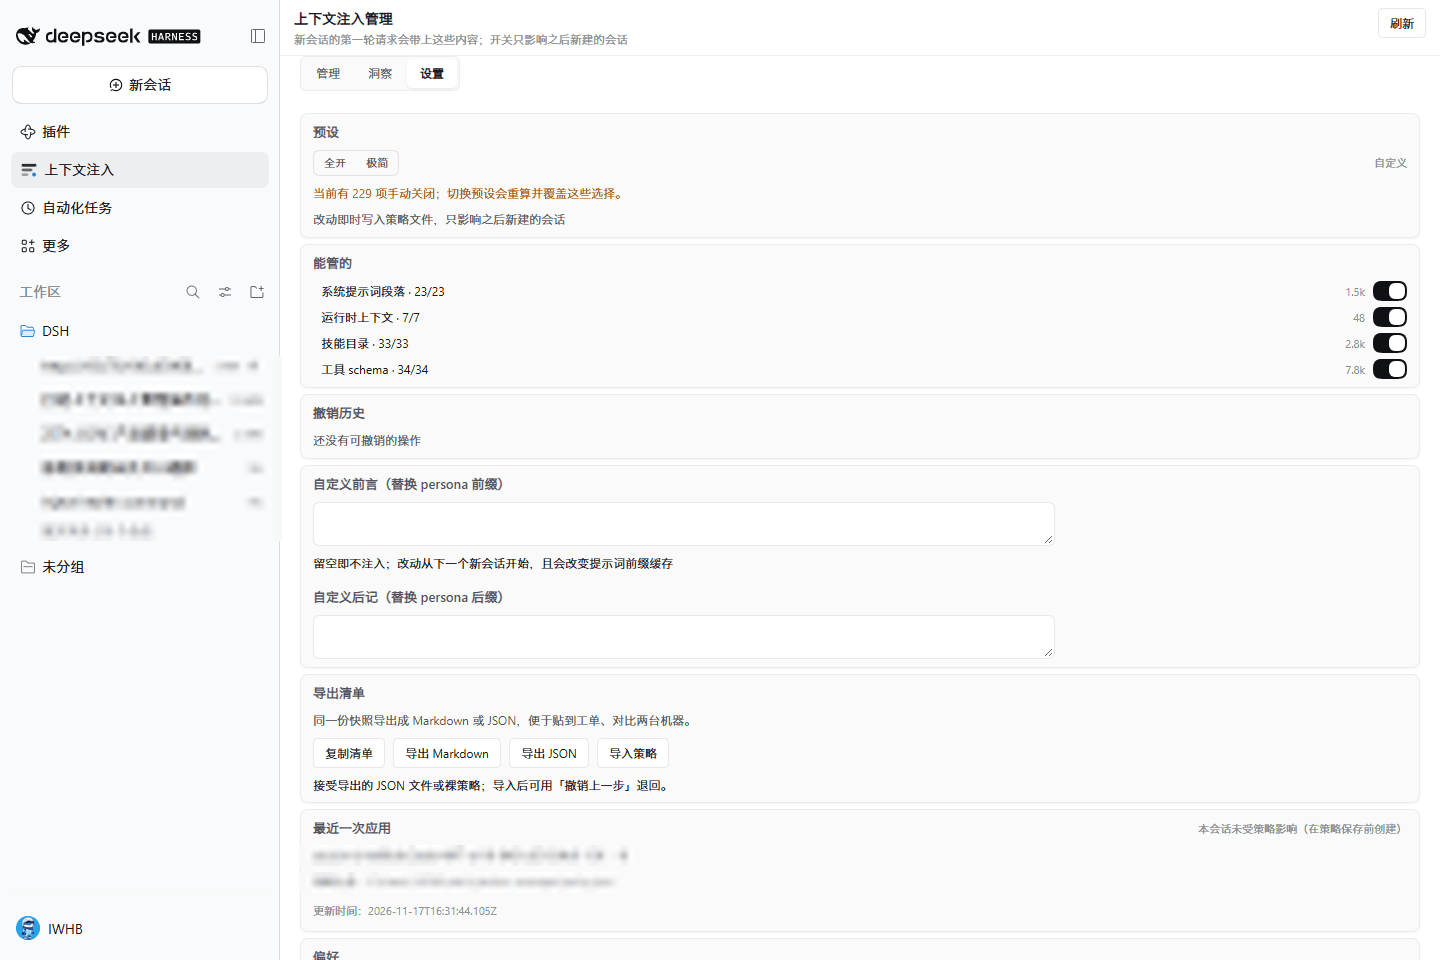 deepseek HARNESS
新会话
插件
上下文注入
自动化任务
更多
工作区
DSH
未分组
IWHB
上下文注入管理
新会话的第一轮请求会带上这些内容；开关只影响之后新建的会话
刷新
管理 洞察 设置
预设
全开 极简
自定义
当前有 229 项手动关闭；切换预设会重算并覆盖这些选择。
改动即时写入策略文件，只影响之后新建的会话
能管的
系统提示词段落 · 23/23 1.5k
运行时上下文 · 7/7 48
技能目录 · 33/33 2.8k
工具 schema · 34/34 7.8k
撤销历史
还没有可撤销的操作
自定义前言（替换 persona 前缀）
留空即不注入；改动从下一个新会话开始，且会改变提示词前缀缓存
自定义后记（替换 persona 后缀）
导出清单
同一份快照导出成 Markdown 或 JSON，便于贴到工单、对比两台机器。
复制清单 导出 Markdown 导出 JSON 导入策略
接受导出的 JSON 文件或裸策略；导入后可用「撤销上一步」退回。
最近一次应用 本会话未受策略影响（在策略保存前创建）
更新时间：2026-11-17T16:31:44.105Z
偏好